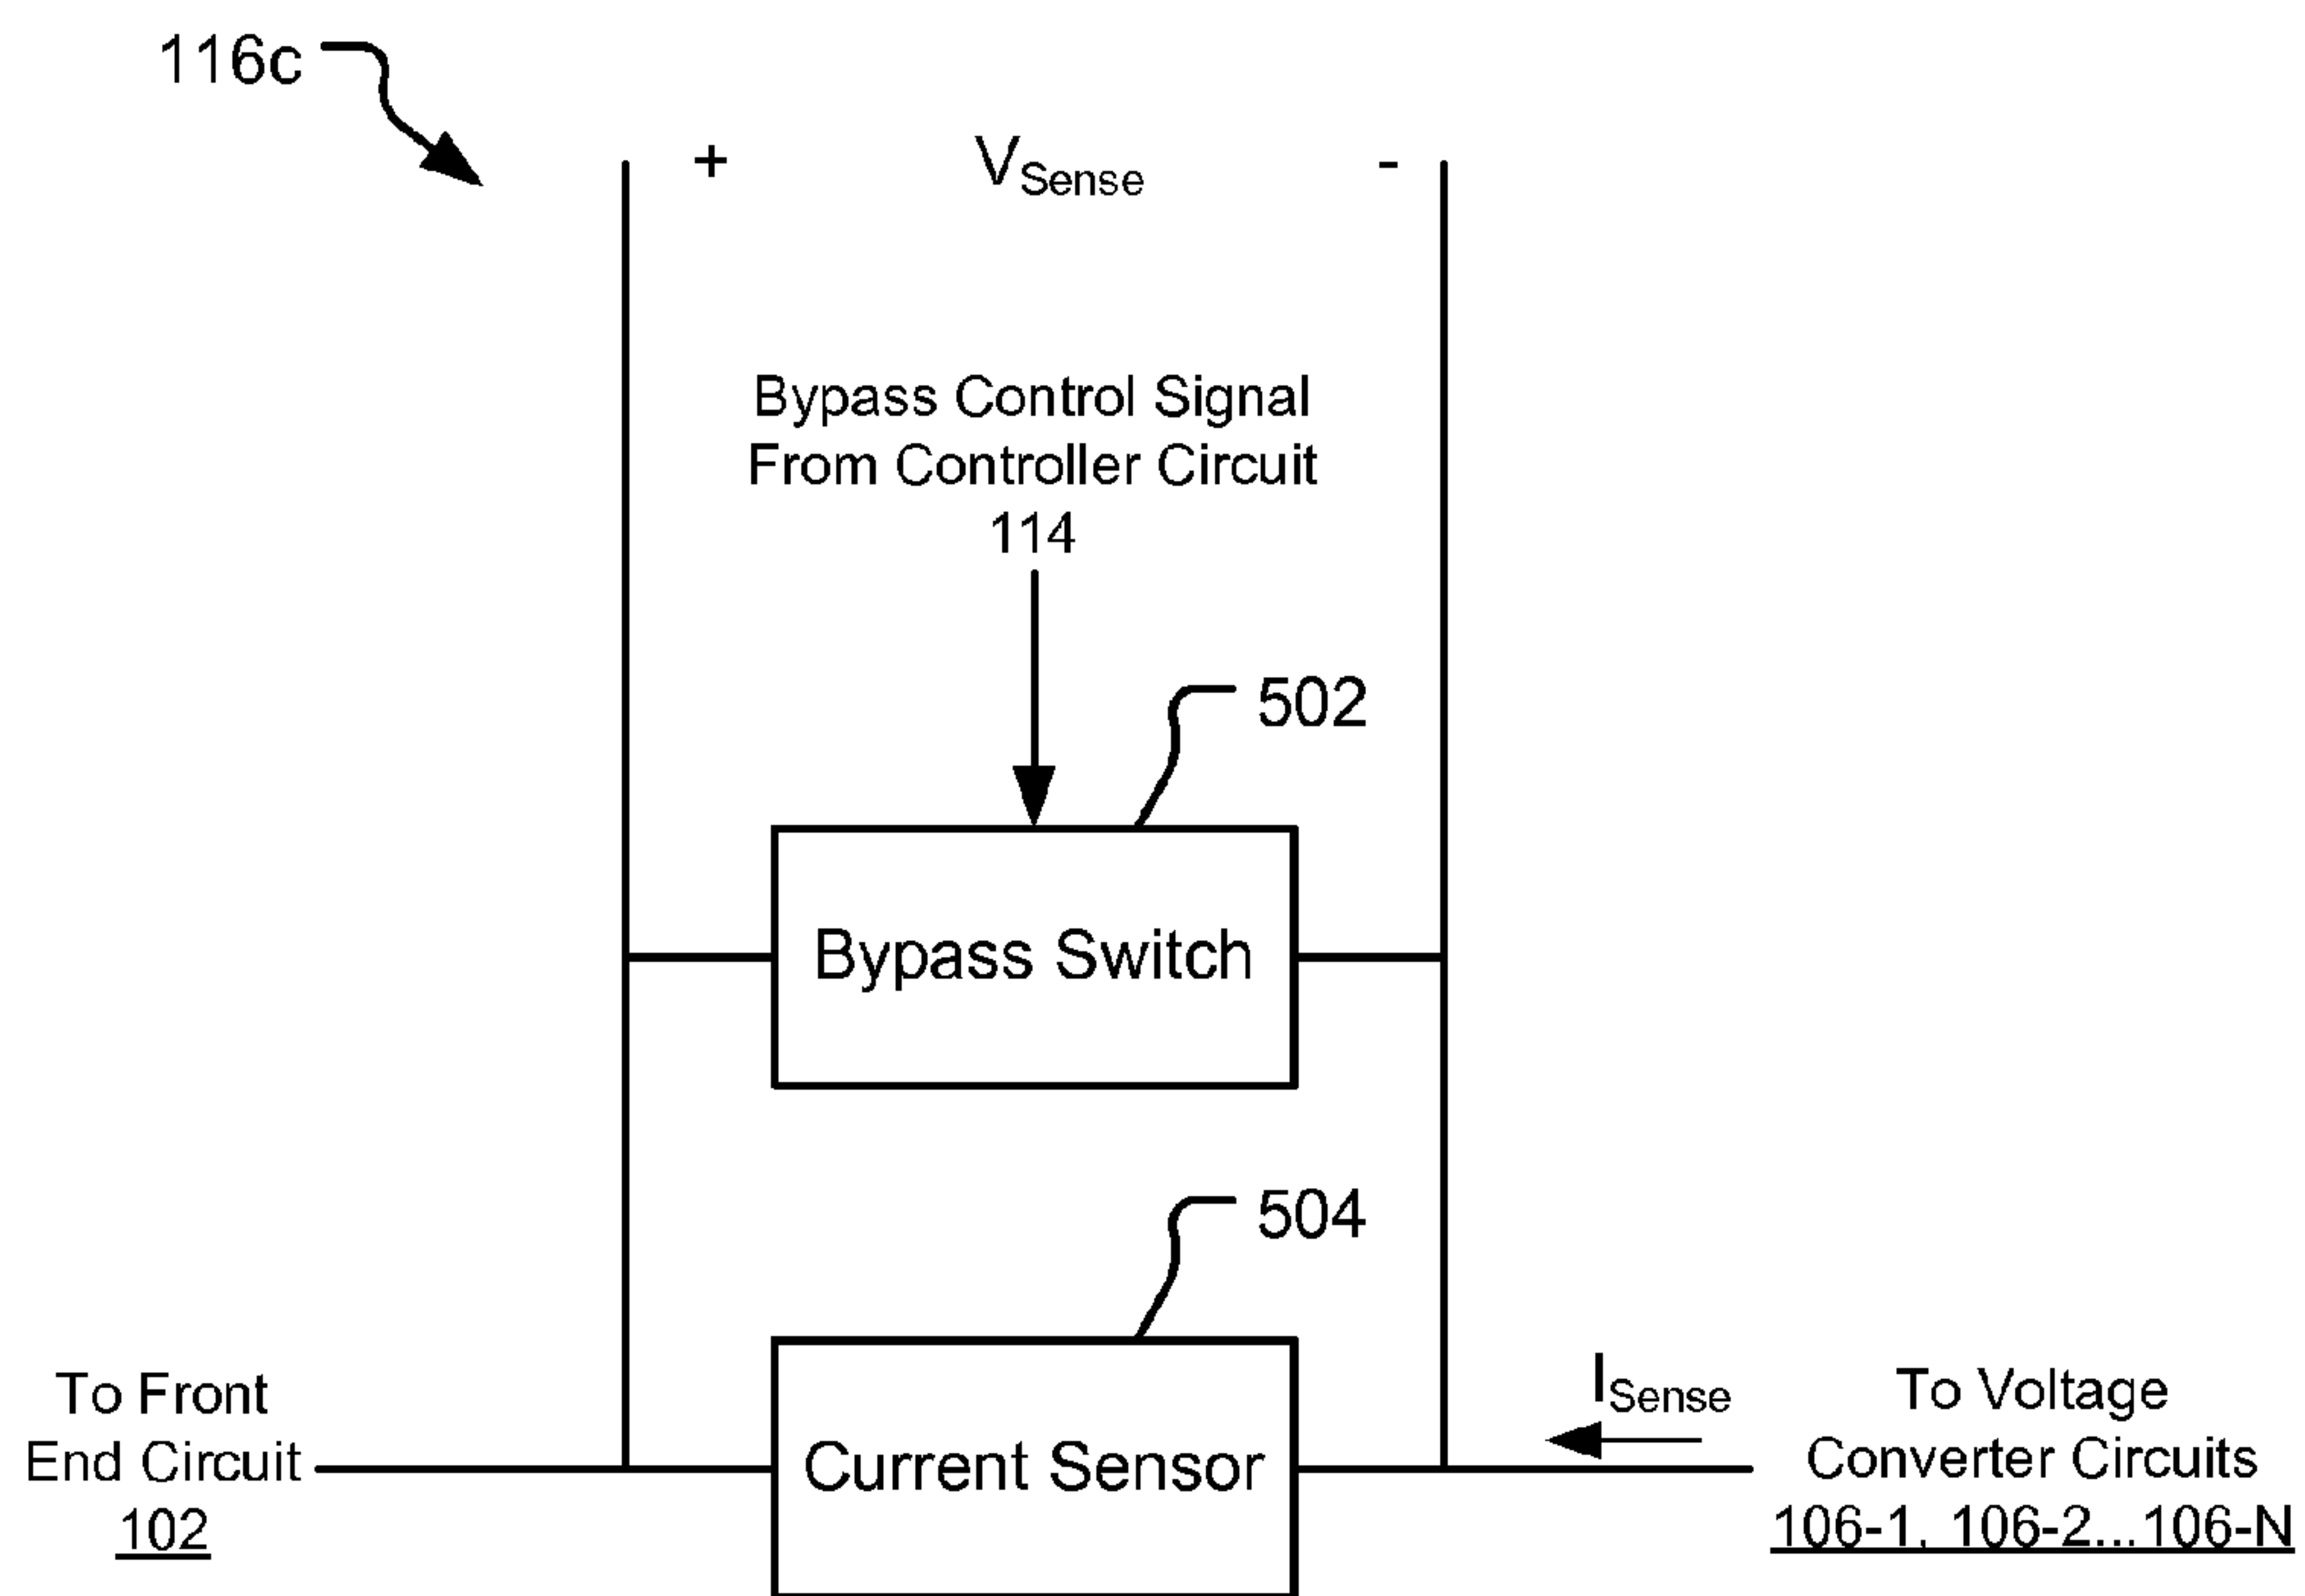 116c
+ VSense -
Bypass Control Signal
From Controller Circuit
114
502
Bypass Switch
504
To Front
End Circuit
102
Current Sensor
ISense
To Voltage
Converter Circuits
106-1, 106-2... 106-N